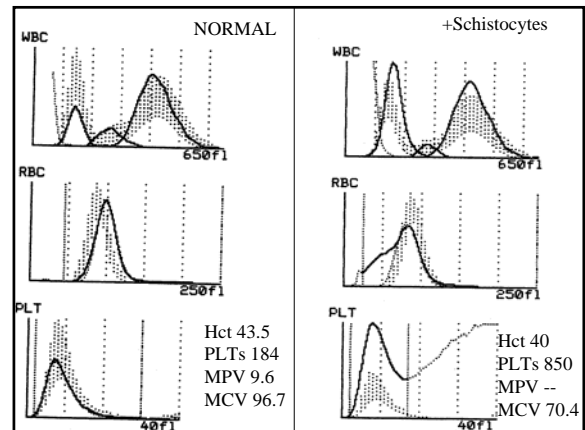 NORMAL
WBC
650fl
RBC
250fl
PLT
Hct 43.5
PLTs 184
MPV 9.6
MCV 96.7
40fl
+Schistocytes
WBC
650fl
RBC
250fl
PLT
Hct 40
PLTs 850
MPV --
MCV 70.4
40fl